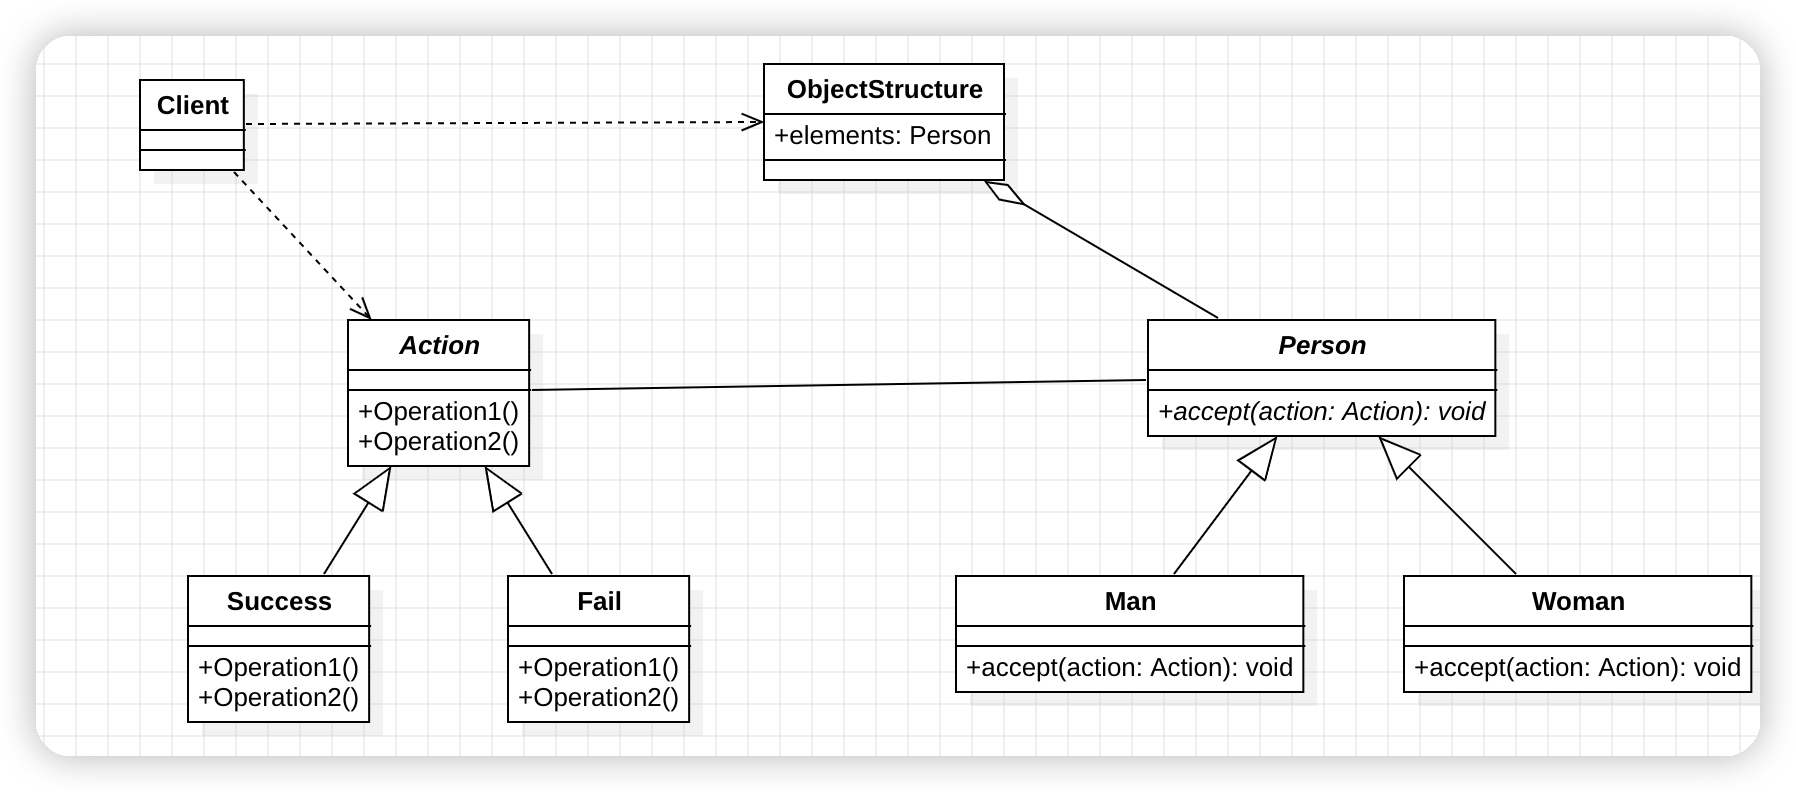 Client
ObjectStructure
+elements: Person
Action
+Operation1()
+Operation2()
Person
+accept(action: Action): void
Success
+Operation1()
+Operation2()
Fail
+Operation1()
+Operation2()
Man
+accept(action: Action): void
Woman
+accept(action: Action): void